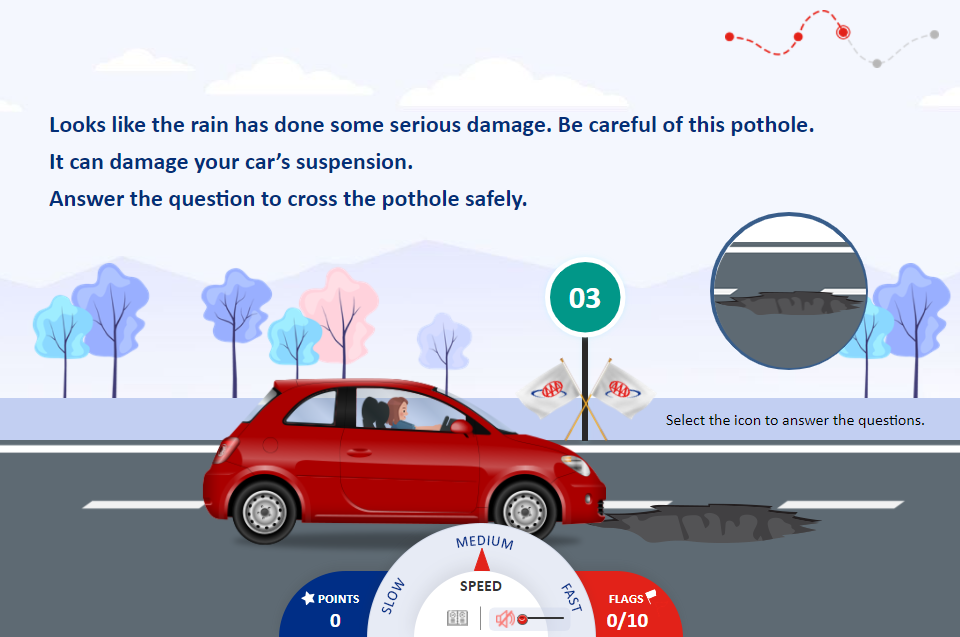 Looks like the rain has done some serious damage. Be careful of this pothole.
It can damage your car's suspension.
Answer the question to cross the pothole safely.
03
Select the icon to answer the questions.
MEDIUM
SLOW
FAST
SPEED
POINTS
0
FLAGS
0/10